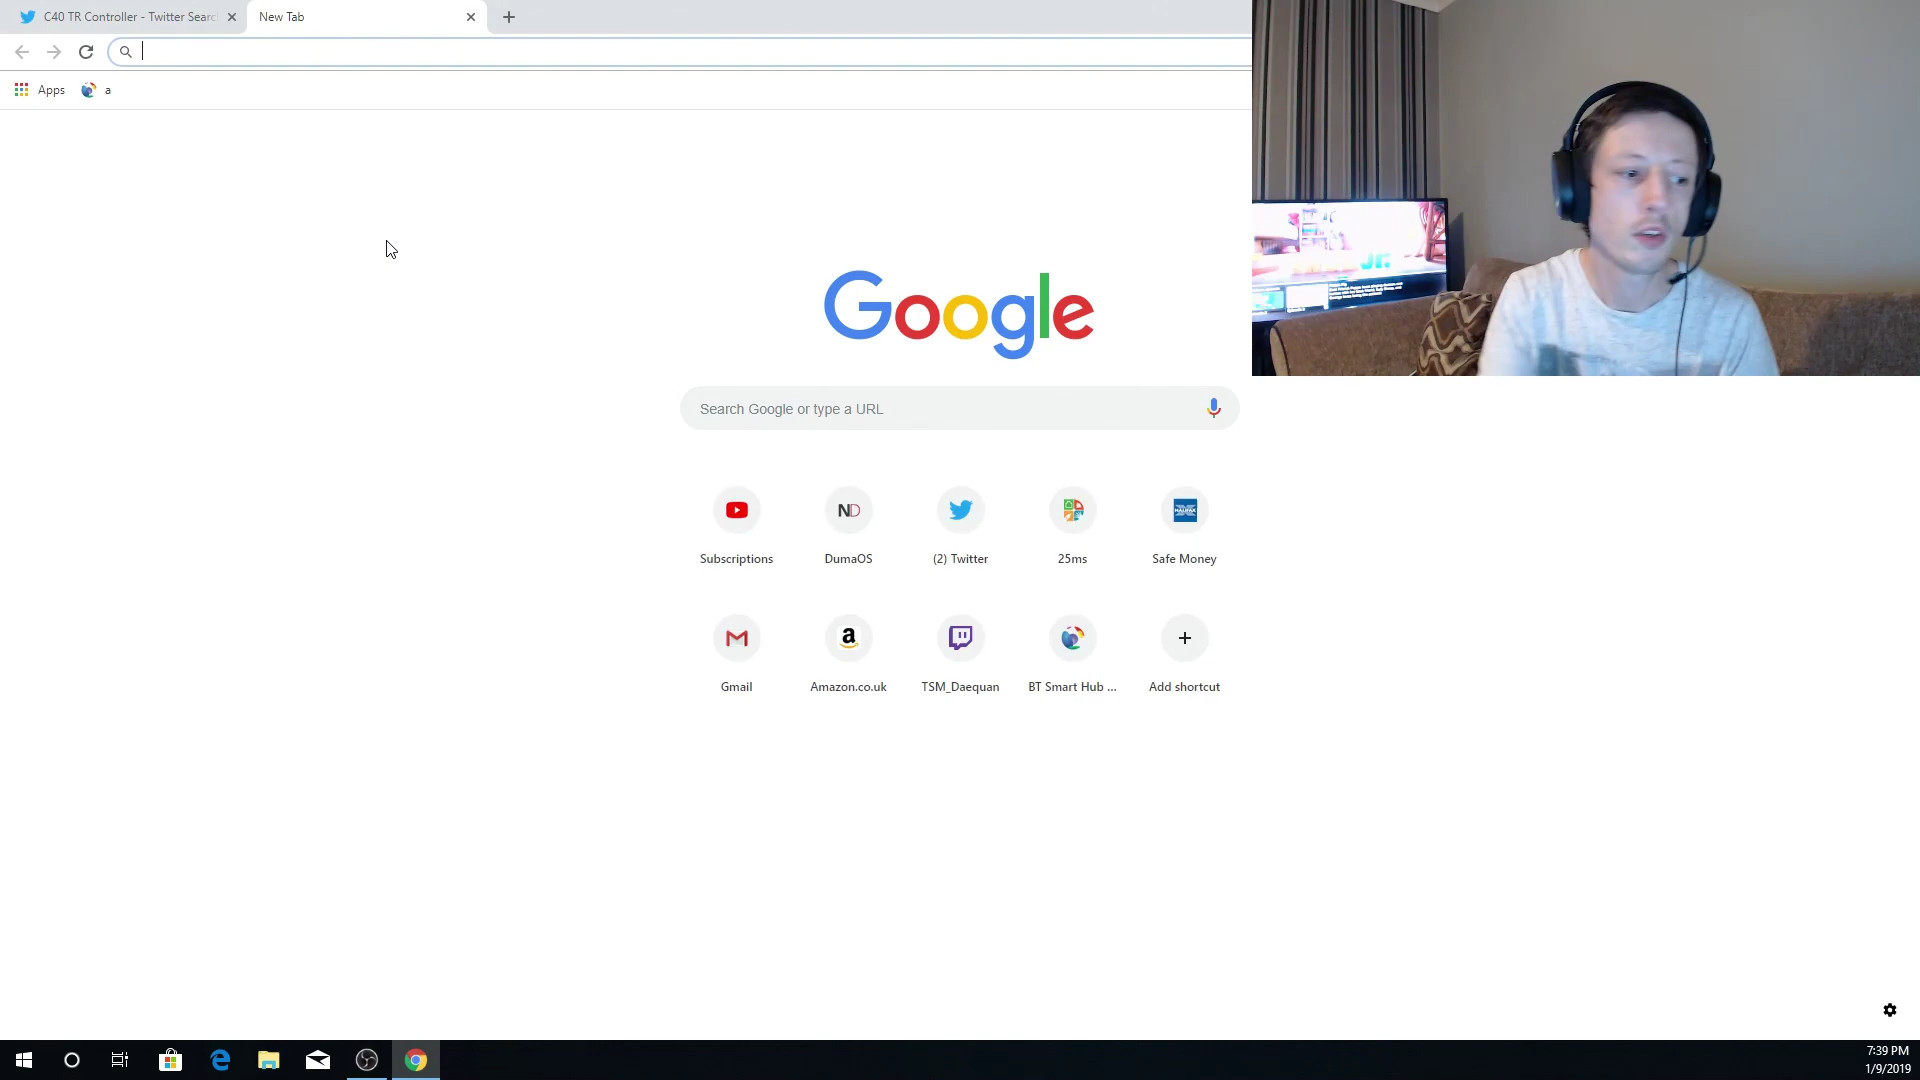 C40 TR Controller - Twitter Searc
New Tab
Apps
a
Google
Search Google or type a URL
Subscriptions
ND
DumaOS
(2) Twitter
25ms
HALIFAX
Safe Money
Gmail
a
Amazon.co.uk
TSM_Daequan
BT Smart Hub ...
Add shortcut
Jr.
7:39 PM
1/9/2019